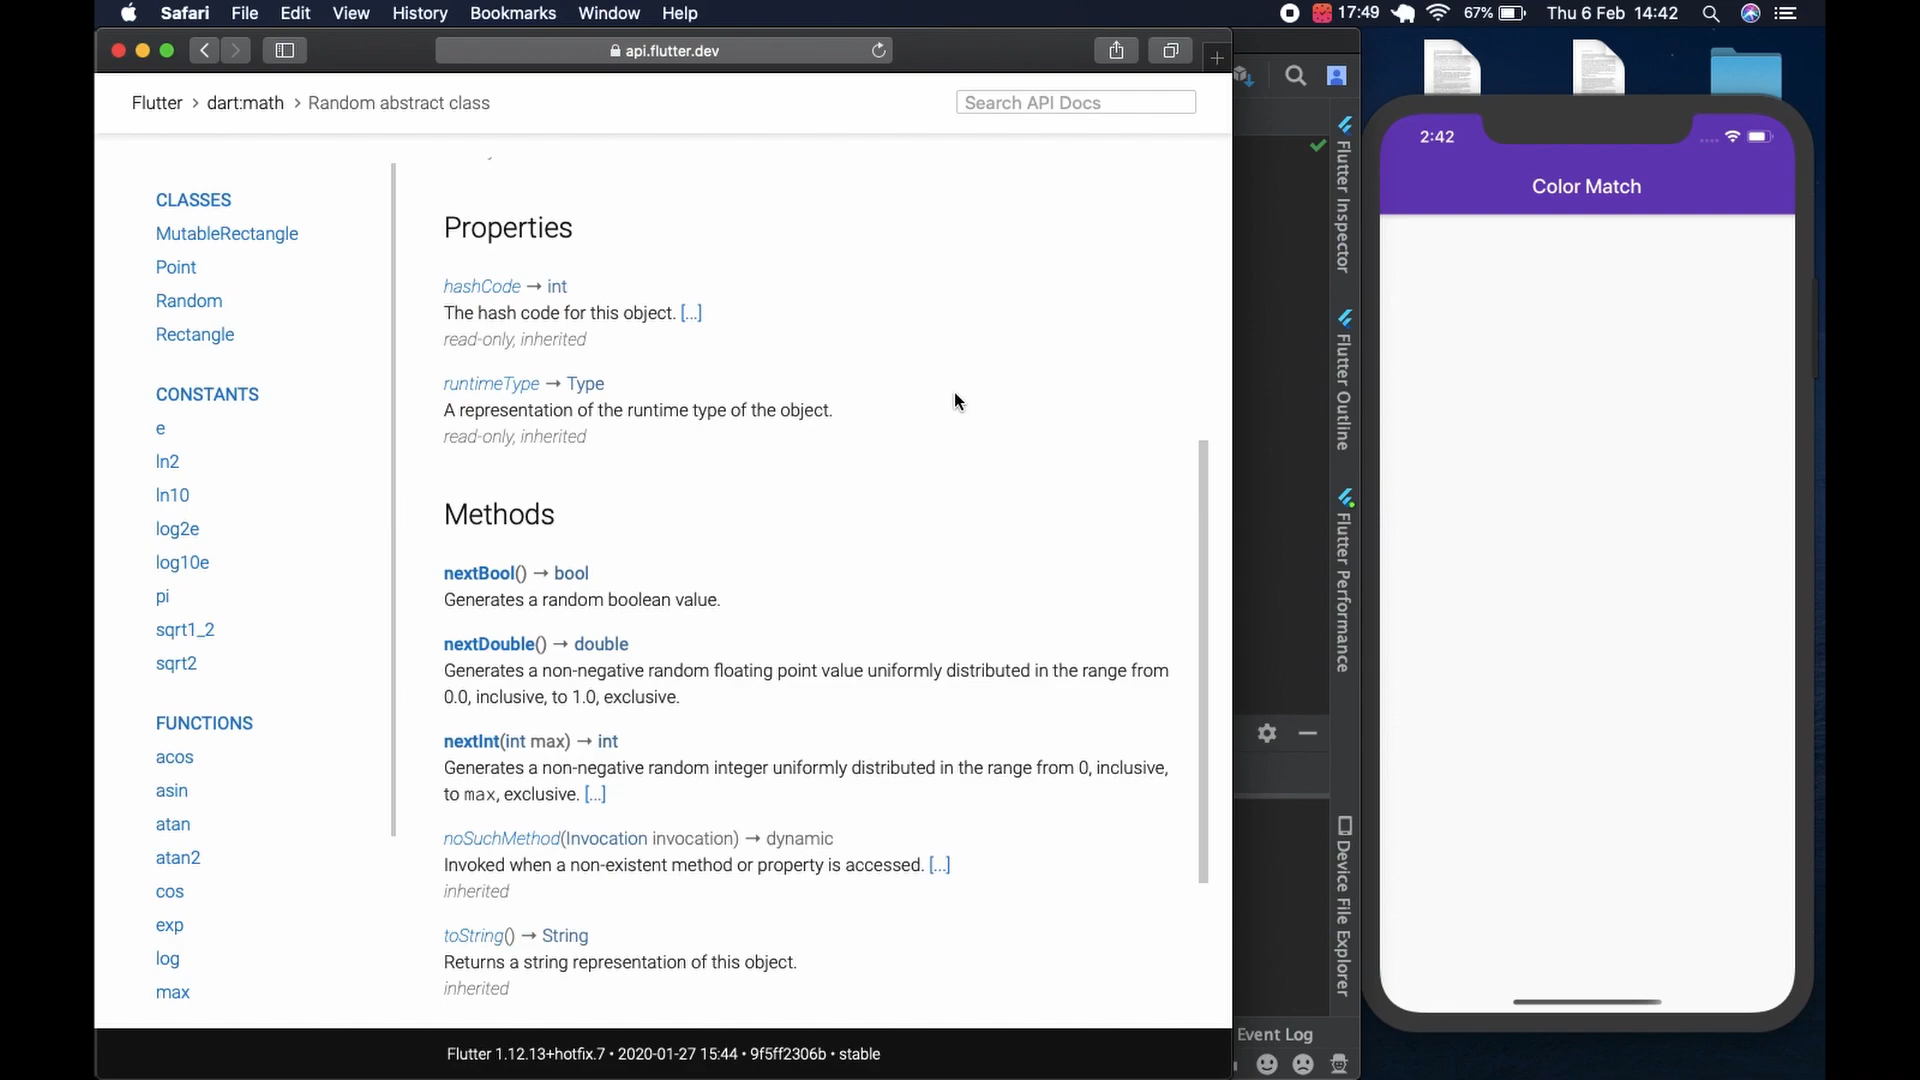 Safari File Edit View History Bookmarks Window Help 17:49 67% Thu 6 Feb 14:42
api.flutter.dev
Flutter > dart:math > Random abstract class
Search API Docs
CLASSES
MutableRectangle
Point
Random
Rectangle
CONSTANTS
e
ln2
ln10
log2e
log10e
pi
sqrt1_2
sqrt2
FUNCTIONS
acos
asin
atan
atan2
cos
exp
log
max
Properties
hashCode → int
The hash code for this object. [...]
read-only, inherited
runtimeType → Type
A representation of the runtime type of the object.
read-only, inherited
Methods
nextBool() → bool
Generates a random boolean value.
nextDouble() → double
Generates a non-negative random floating point value uniformly distributed in the range from
0.0, inclusive, to 1.0, exclusive.
nextInt(int max) → int
Generates a non-negative random integer uniformly distributed in the range from 0, inclusive,
to max, exclusive. [...]
noSuchMethod(Invocation invocation) → dynamic
Invoked when a non-existent method or property is accessed. [...]
inherited
toString() → String
Returns a string representation of this object.
inherited
Flutter 1.12.13+hotfix.7 • 2020-01-27 15:44 • 9f5ff2306b • stable
Flutter Inspector
Flutter Outline
Flutter Performance
Device File Explorer
Event Log
2:42
Color Match